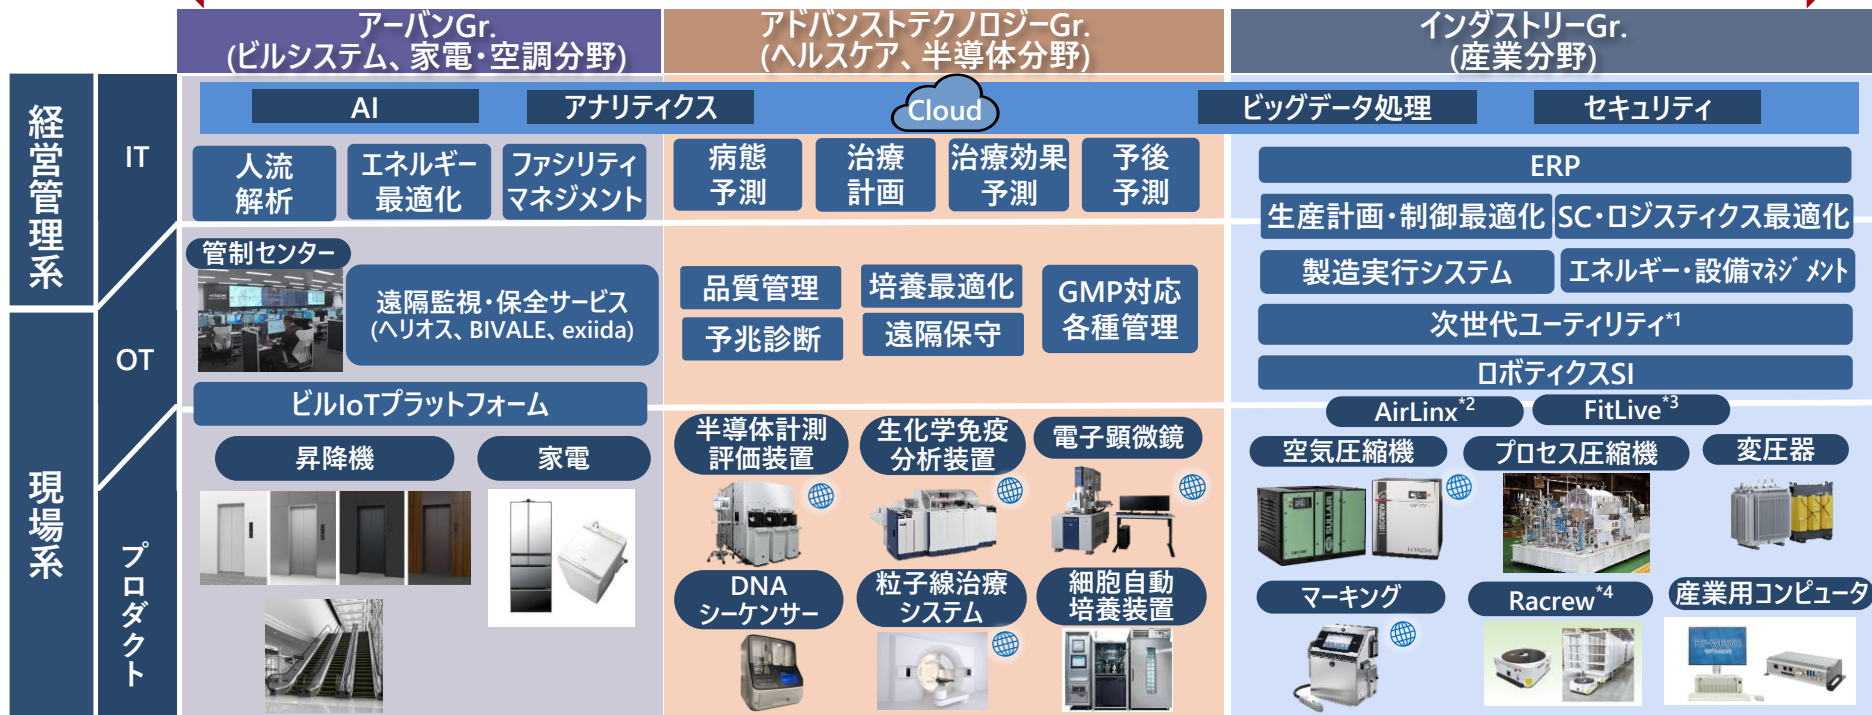 アーバンGr.
(ビルシステム、家電・空調分野)
アドバンストテクノロジーGr.
(ヘルスケア、半導体分野)
インダストリーGr.
(産業分野)
経営管理系
現場系
IT
OT
プロダクト
AI
アナリティクス
Cloud
ビッグデータ処理
セキュリティ
人流
解析
エネルギー
最適化
ファシリティ
マネジメント
病態
予測
治療
計画
治療効果
予測
予後
予測
ERP
生産計画・制御最適化
SC・ロジスティクス最適化
管制センター
遠隔監視・保全サービス
(ヘリオス、BIVALE、exiida)
品質管理
培養最適化
予兆診断
遠隔保守
GMP対応
各種管理
製造実行システム
エネルギー・設備マネジメント
次世代ユーティリティ*1
ロボティクスSI
ビルIoTプラットフォーム
AirLinx*2
FitLive*3
昇降機
家電
半導体計測
評価装置
生化学免疫
分析装置
電子顕微鏡
空気圧縮機
プロセス圧縮機
変圧器
DNA
シーケンサー
粒子線治療
システム
細胞自動
培養装置
マーキング
Racrew*4
産業用コンピュータ